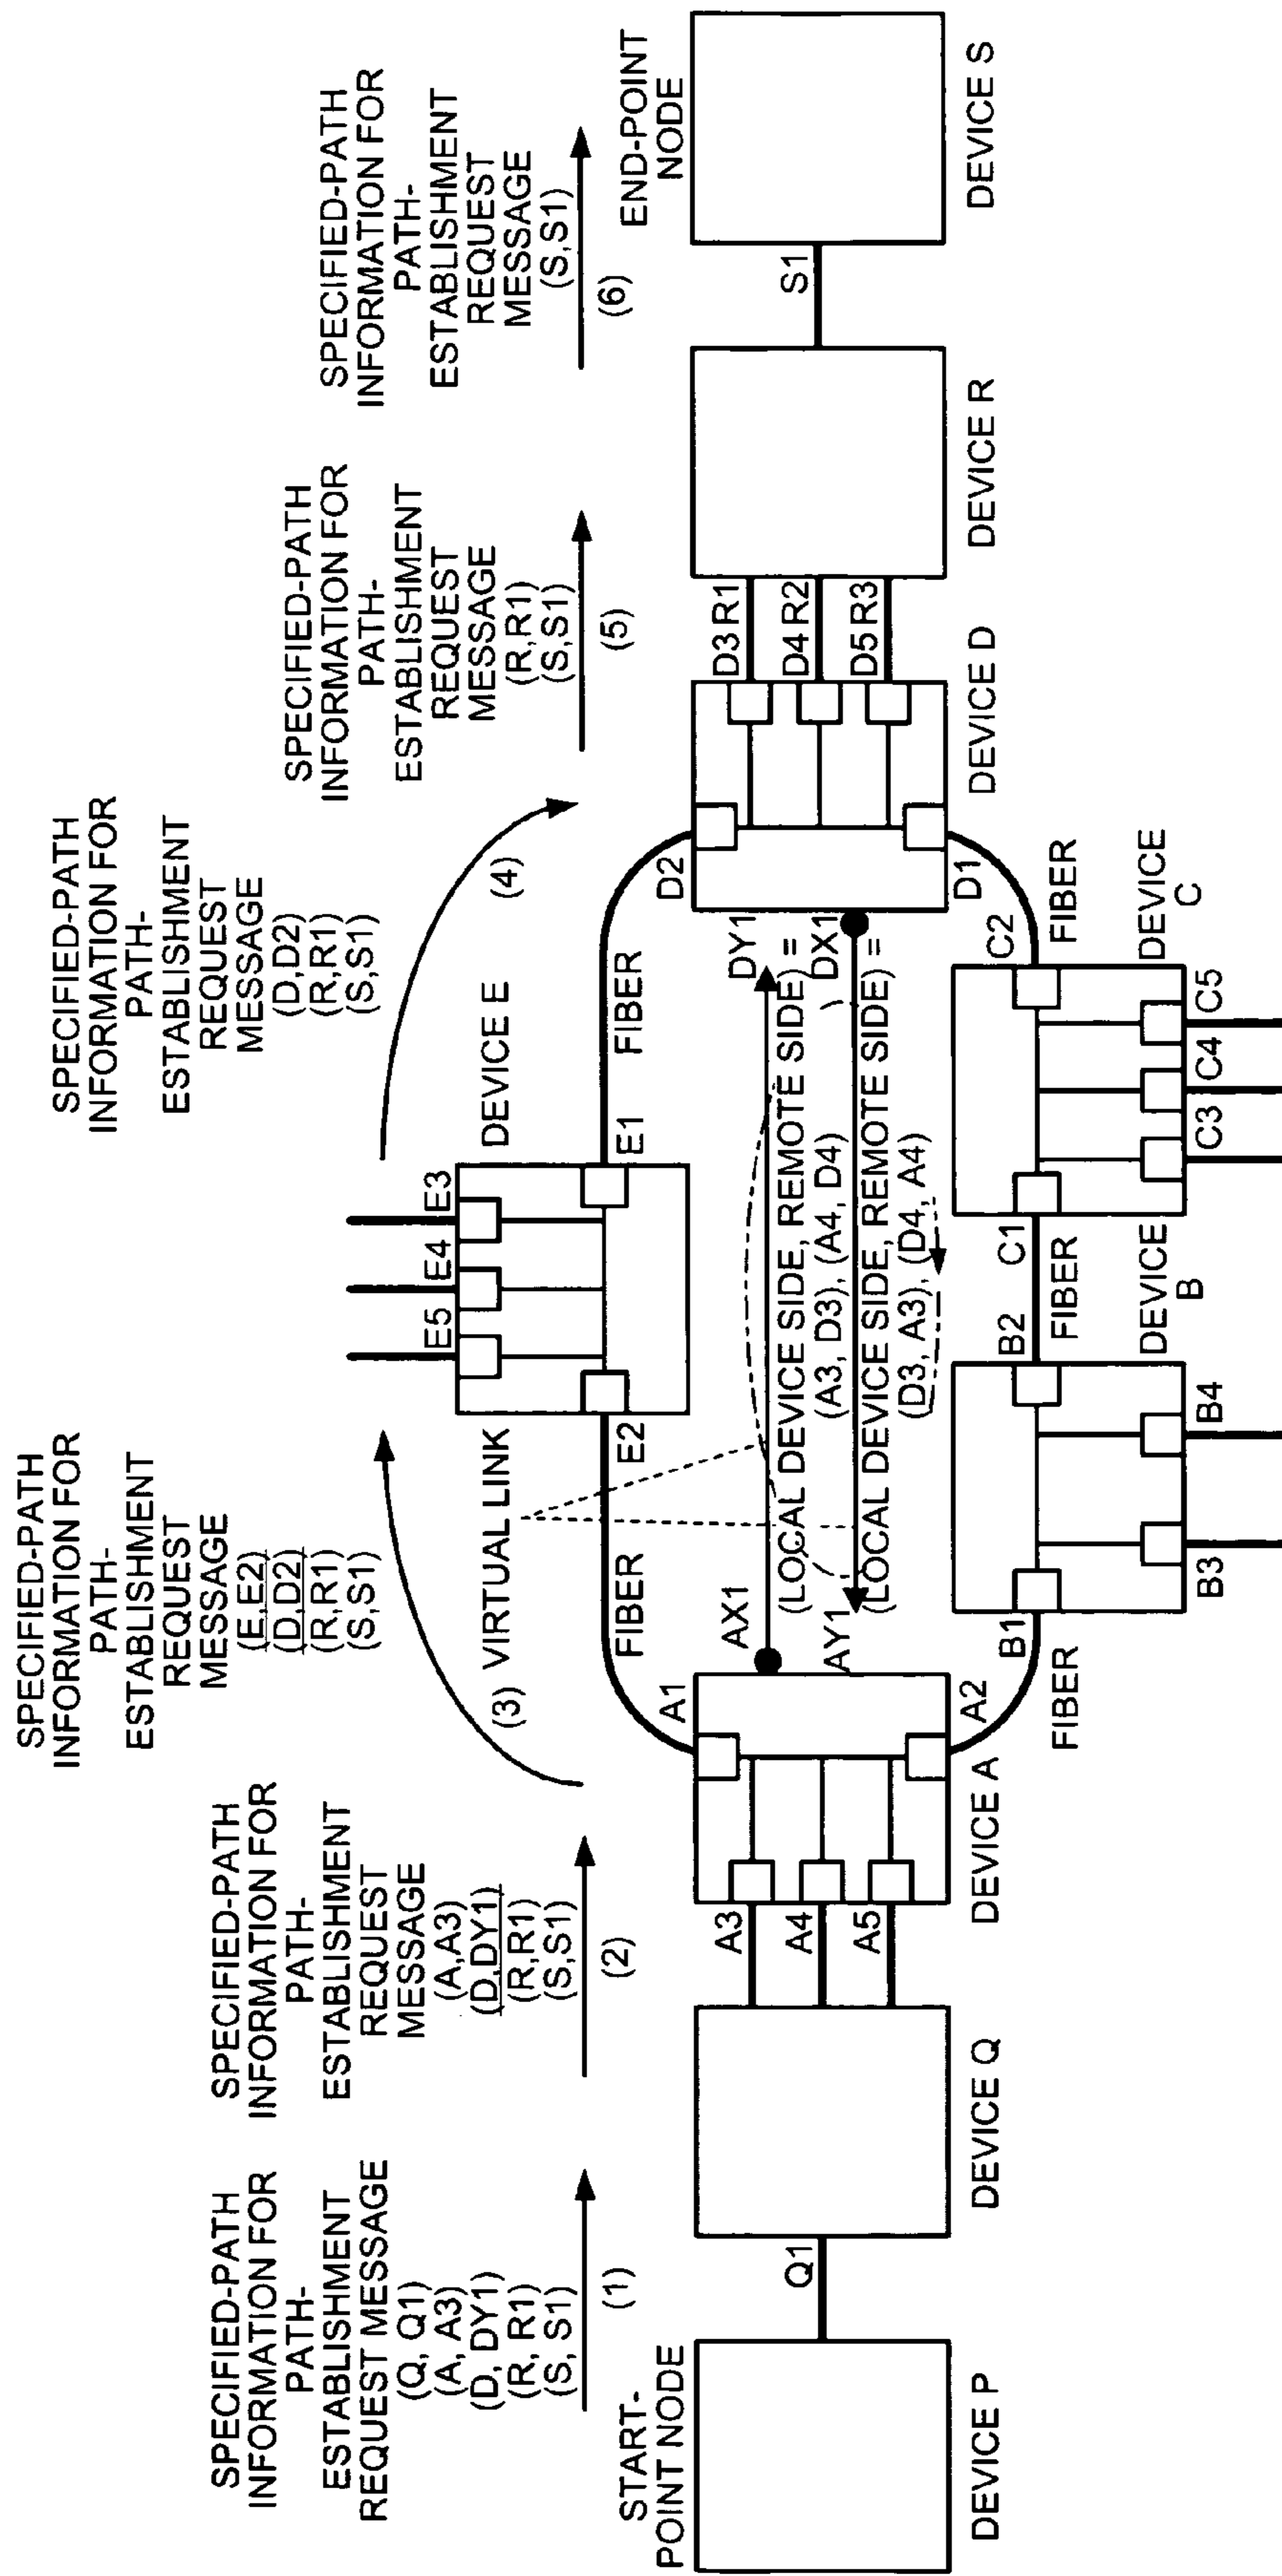 SPECIFIED-PATH
INFORMATION FOR
PATH-
ESTABLISHMENT
REQUEST MESSAGE
(Q, Q1)
(A, A3)
(D, DY1)
(R, R1)
(S, S1)
(1)
SPECIFIED-PATH
INFORMATION FOR
PATH-
ESTABLISHMENT
REQUEST
MESSAGE
(A,A3)
(D,DY1)
(R,R1)
(S,S1)
(2)
SPECIFIED-PATH
INFORMATION FOR
PATH-
ESTABLISHMENT
REQUEST
MESSAGE
(E,E2)
(D,D2)
(R,R1)
(S,S1)
(3)
SPECIFIED-PATH
INFORMATION FOR
PATH-
ESTABLISHMENT
REQUEST
MESSAGE
(D,D2)
(R,R1)
(S,S1)
(4)
SPECIFIED-PATH
INFORMATION FOR
PATH-
ESTABLISHMENT
REQUEST
MESSAGE
(R,R1)
(S,S1)
(5)
SPECIFIED-PATH
INFORMATION FOR
PATH-
ESTABLISHMENT
REQUEST
MESSAGE
(S,S1)
(6)
START-
POINT NODE
DEVICE P
Q1
DEVICE Q
A3
A4
A5
DEVICE A
A1
A2
FIBER
VIRTUAL LINK
E2
E5
E4
E3
DEVICE E
E1
FIBER
D2
AX1
DY1
(LOCAL DEVICE SIDE, REMOTE SIDE) =
(A3, D3), (A4, D4)
AY1
DX1
(LOCAL DEVICE SIDE, REMOTE SIDE) =
(D3, A3), (D4, A4)
FIBER
B1
B3
B4
DEVICE
B
B2
FIBER
C1
C3
C4
C5
DEVICE
C
C2
FIBER
D1
DEVICE D
D3 R1
D4 R2
D5 R3
DEVICE R
S1
END-POINT
NODE
DEVICE S